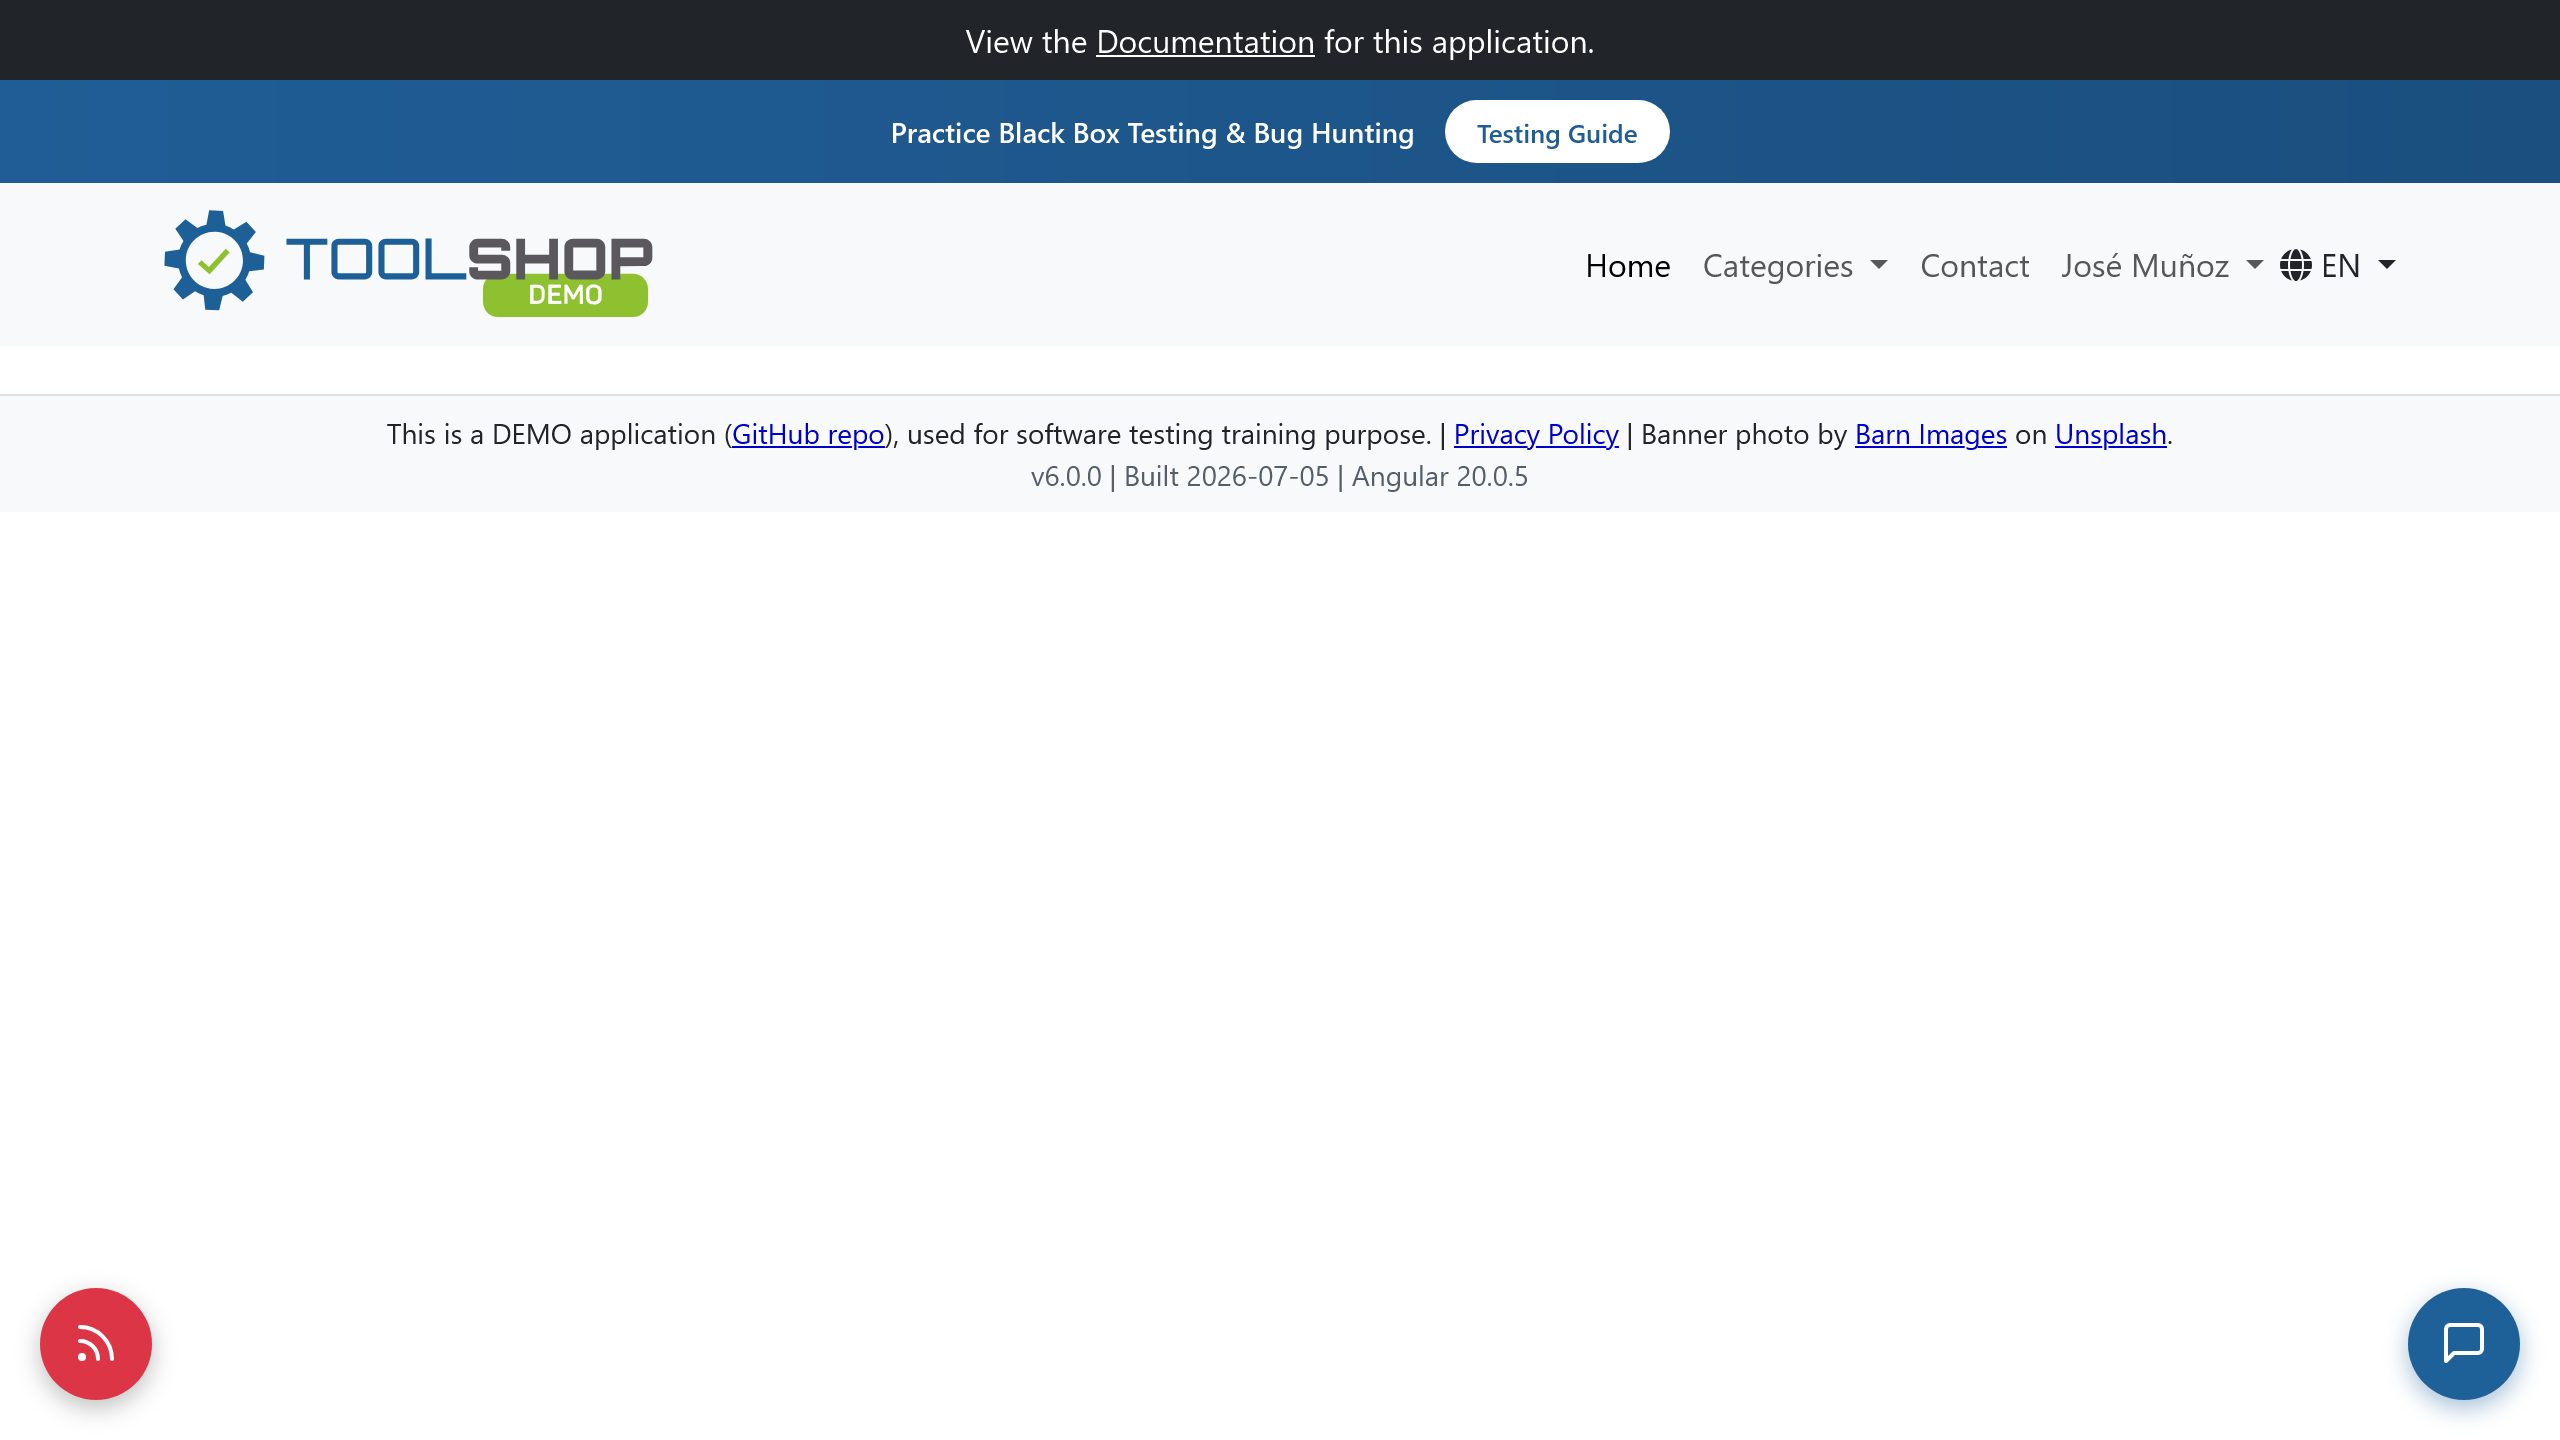 View the Documentation for this application.
Practice Black Box Testing & Bug Hunting Testing Guide
TOOLSHOP
DEMO
Home Categories Contact José Muñoz EN
This is a DEMO application (GitHub repo), used for software testing training purpose. | Privacy Policy | Banner photo by Barn Images on Unsplash.
v6.0.0 | Built 2026-07-05 | Angular 20.0.5